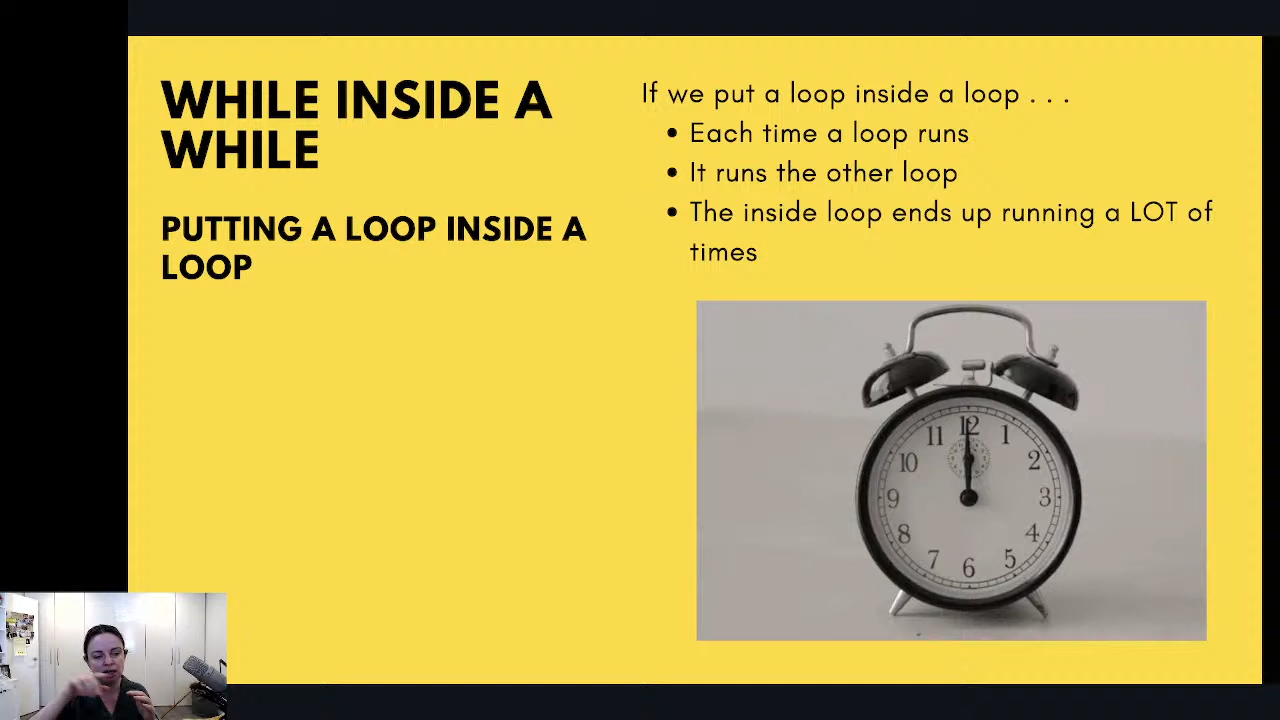 WHILE INSIDE A
WHILE
PUTTING A LOOP INSIDE A
LOOP
If we put a loop inside a loop . . .
• Each time a loop runs
• It runs the other loop
• The inside loop ends up running a LOT of
times
11 12 1
10 2
9 3
8 4
7 6 5